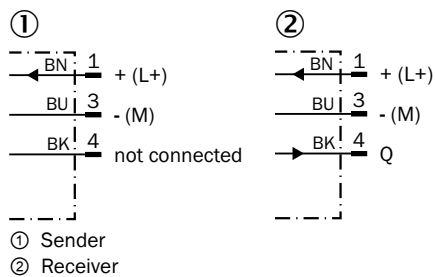 ① ②
BN 1 + (L+) BN 1 + (L+)
BU 3 - (M) BU 3 - (M)
BK 4 not connected BK 4 Q
① Sender
② Receiver